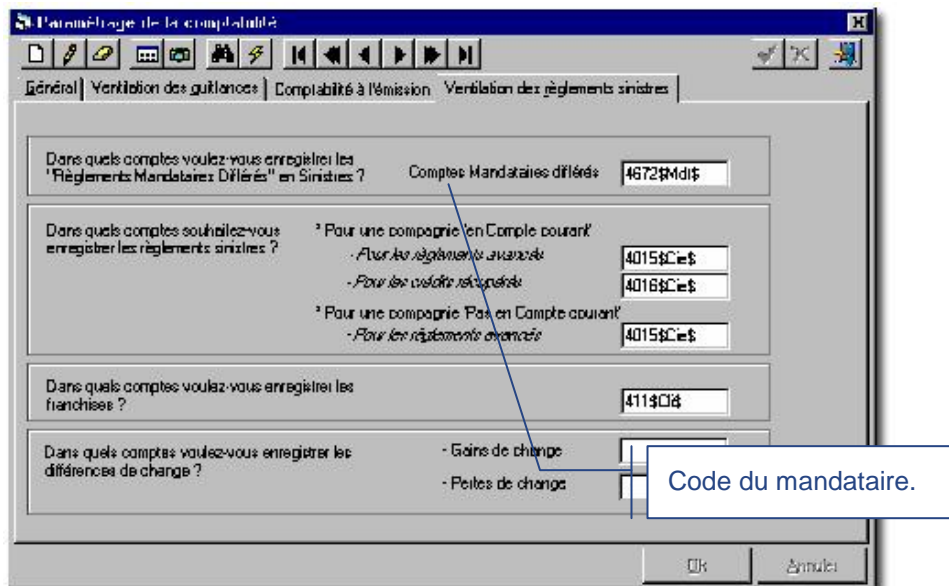 Paramétrage de la comptabilité
Général Ventilation des quittances Comptabilité à l'émission Ventilation des règlements sinistres
Dans quels comptes voulez-vous enregistrer les
"Règlements Mandataires Différés" en Sinistres ?
Comptes Mandataires différés
4672$Mdt$
Dans quels comptes souhaitez-vous
enregistrer les règlements sinistres ?
* Pour une compagnie 'en Compte courant'
- Pour les règlements avancés
4015$Cie$
- Pour les crédits récupérés
4016$Cie$
* Pour une compagnie 'Pas en Compte courant'
- Pour les règlements avancés
4015$Cie$
Dans quels comptes voulez-vous enregistrer les
franchises ?
411$Clt$
Dans quels comptes voulez-vous enregistrer les
différences de change ?
- Gains de change
- Pertes de change
Code du mandataire.
Ok
Annuler